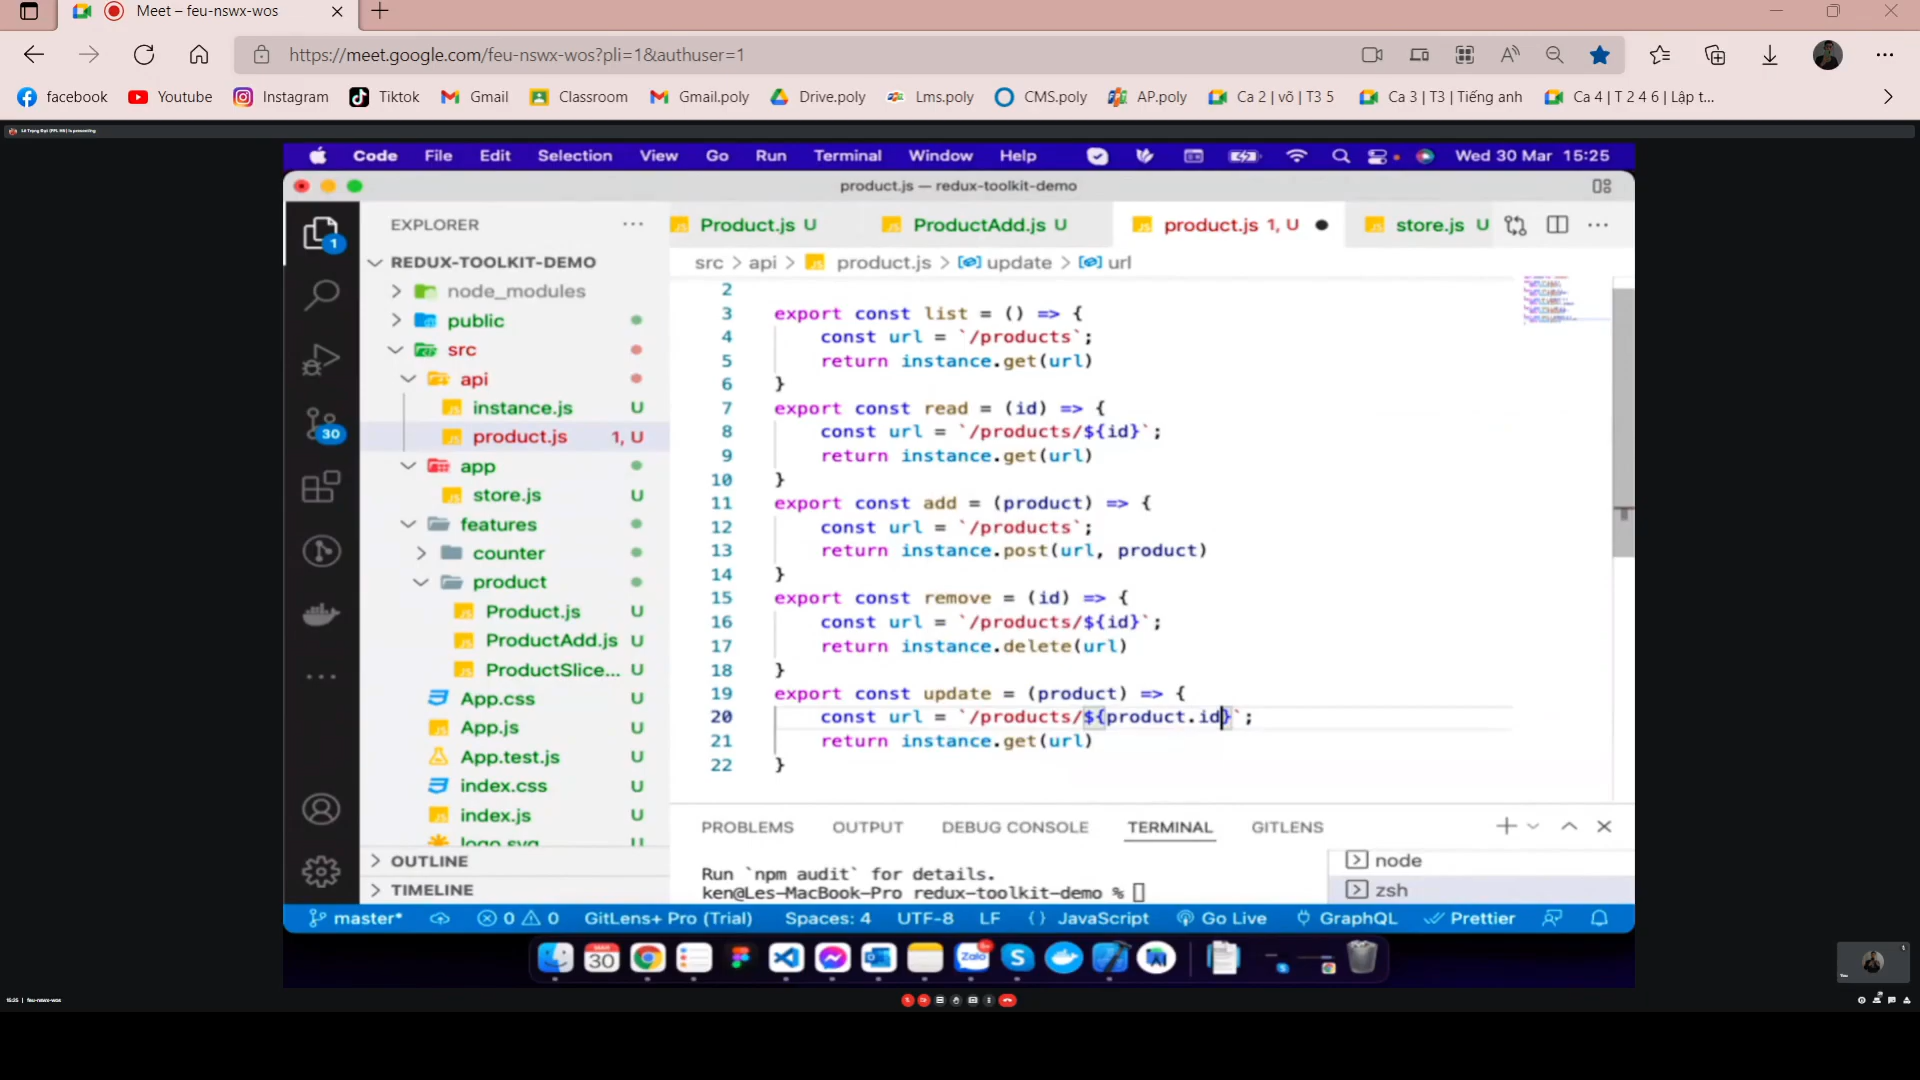 Meet – feu-nswx-wos
https://meet.google.com/feu-nswx-wos?pli=1&authuser=1
facebook Youtube Instagram Tiktok Gmail Classroom Gmail.poly Drive.poly Lms.poly CMS.poly AP.poly Ca 2 | võ | T3 5 Ca 3 | T3 | Tiếng anh Ca 4 | T 2 4 6 | Lập t...
Code File Edit Selection View Go Run Terminal Window Help Wed 30 Mar 15:25
product.js — redux-toolkit-demo
EXPLORER ...
Product.js U ProductAdd.js U product.js 1, U store.js U
src > api > product.js > update > url
REDUX-TOOLKIT-DEMO
node_modules
public
src
api
instance.js U
product.js 1, U
app
store.js U
features
counter
product
Product.js U
ProductAdd.js U
ProductSlice... U
App.css U
App.js U
App.test.js U
index.css U
index.js U
logo.svg U
OUTLINE
TIMELINE
1
30
2
3 export const list = () => {
4 const url = `/products`;
5 return instance.get(url)
6 }
7 export const read = (id) => {
8 const url = `/products/${id}`;
9 return instance.get(url)
10 }
11 export const add = (product) => {
12 const url = `/products`;
13 return instance.post(url, product)
14 }
15 export const remove = (id) => {
16 const url = `/products/${id}`;
17 return instance.delete(url)
18 }
19 export const update = (product) => {
20 const url = `/products/${product.id}`;
21 return instance.get(url)
22 }
PROBLEMS OUTPUT DEBUG CONSOLE TERMINAL GITLENS
Run `npm audit` for details.
ken@Les-MacBook-Pro redux-toolkit-demo %
node
zsh
master* 0 0 GitLens+ Pro (Trial) Spaces: 4 UTF-8 LF {} JavaScript Go Live GraphQL Prettier
MAR
30
Zalo
15:25 | feu-nswx-wos
You